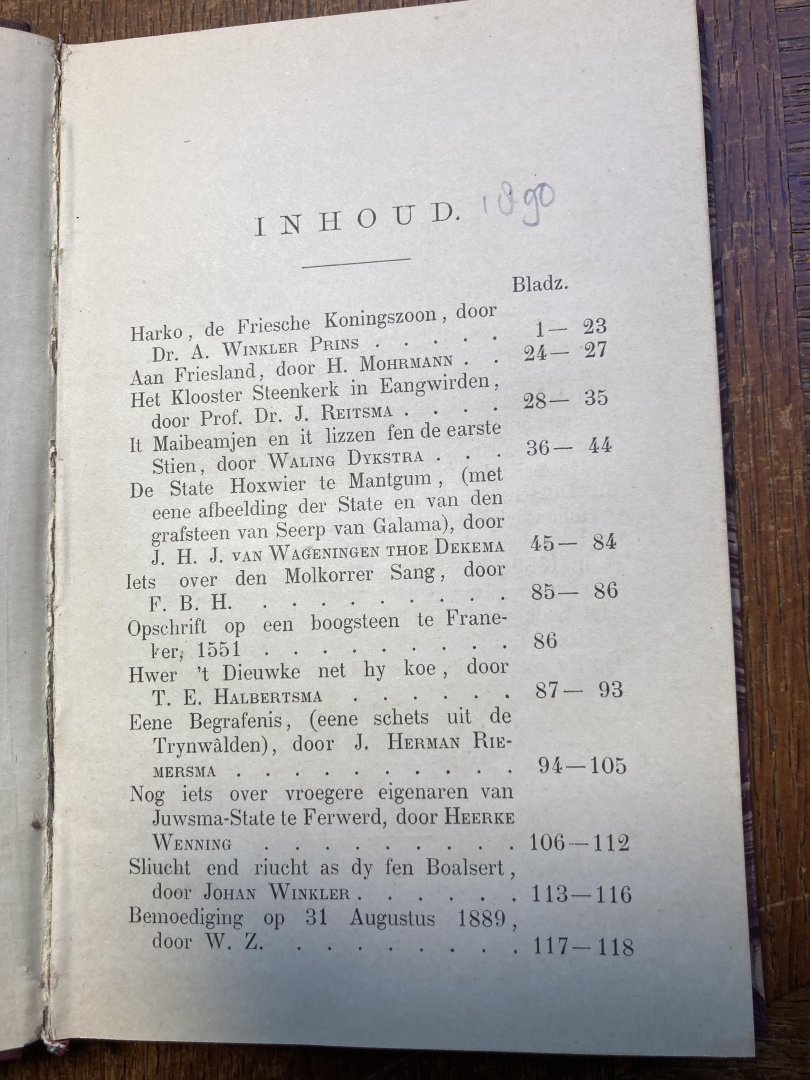 INHOUD. 1890
Bladz.
Harko, de Friesche Koningszoon, door
Dr. A. WINKLER PRINS . . . . . 1— 23
Aan Friesland, door H. MOHRMANN . . 24— 27
Het Klooster Steenkerk in Eangwirden,
door Prof. Dr. J. REITSMA . . . . 28— 35
It Maibeamjen en it lizzen fen de earste
Stien, door WALING DYKSTRA . . . 36— 44
De State Hoxwier te Mantgum, (met
eene afbeelding der State en van den
grafsteen van Seerp van Galama), door
J. H. J. VAN WAGENINGEN THOE DEKEMA 45— 84
Iets over den Molkorrer Sang, door
F. B. H. . . . . . . . . . 85— 86
Opschrift op een boogsteen te Frane-
ker, 1551 . . . . . . . . . 86
Hwer 't Dieuwke net hy koe, door
T. E. HALBERTSMA . . . . . . 87— 93
Eene Begrafenis, (eene schets uit de
Trynwâlden), door J. HERMAN RIE-
MERSMA . . . . . . . . . . 94—105
Nog iets over vroegere eigenaren van
Juwsma-State te Ferwerd, door HEERKE
WENNING . . . . . . . . . 106—112
Sliucht end riucht as dy fen Boalsert,
door JOHAN WINKLER . . . . . . 113—116
Bemoediging op 31 Augustus 1889,
door W. Z. . . . . . . . . 117—118